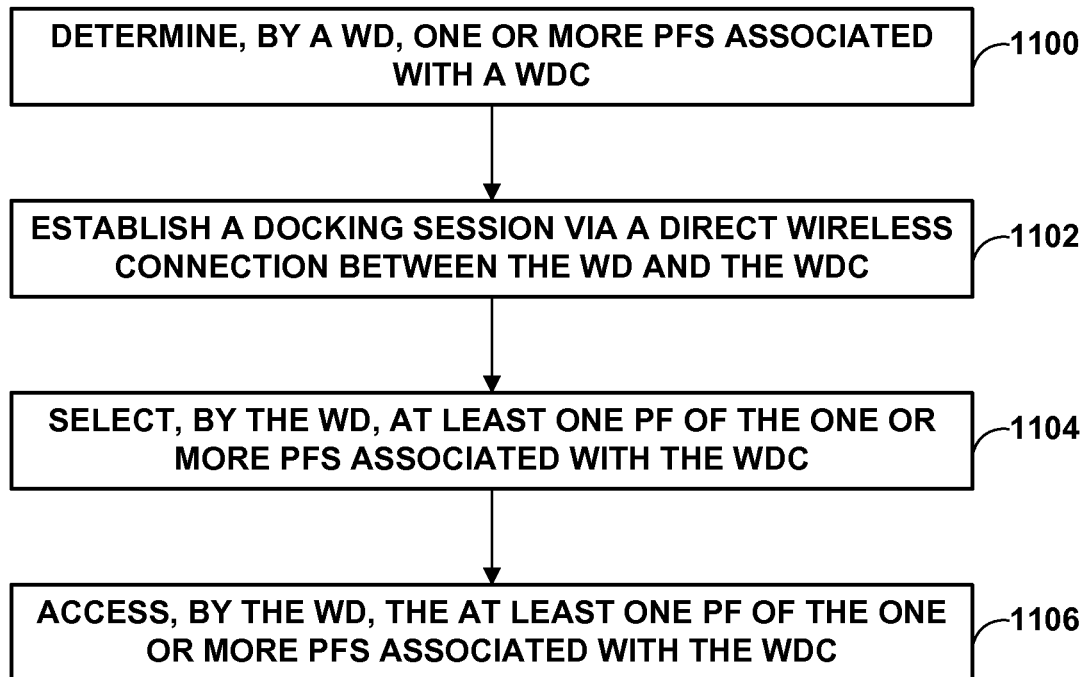 DETERMINE, BY A WD, ONE OR MORE PFS ASSOCIATED
WITH A WDC
1100
ESTABLISH A DOCKING SESSION VIA A DIRECT WIRELESS
CONNECTION BETWEEN THE WD AND THE WDC
1102
SELECT, BY THE WD, AT LEAST ONE PF OF THE ONE OR
MORE PFS ASSOCIATED WITH THE WDC
1104
ACCESS, BY THE WD, THE AT LEAST ONE PF OF THE ONE
OR MORE PFS ASSOCIATED WITH THE WDC
1106